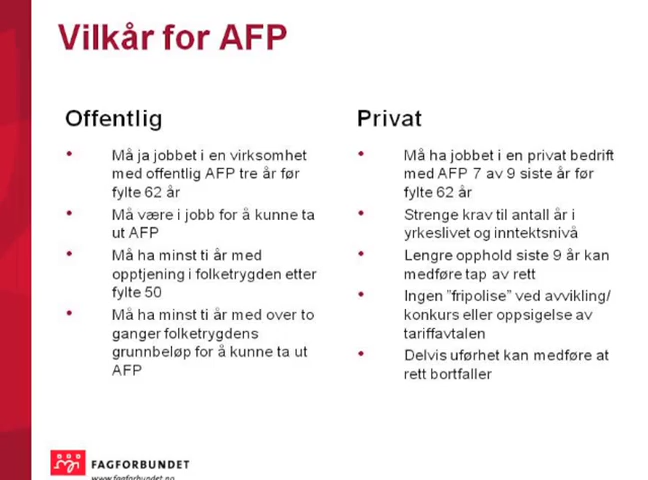 Vilkår for AFP
Offentlig
• Må ja jobbet i en virksomhet
med offentlig AFP tre år før
fylte 62 år
• Må være i jobb for å kunne ta
ut AFP
• Må ha minst ti år med
opptjening i folketrygden etter
fylte 50
• Må ha minst ti år med over to
ganger folketrygdens
grunnbeløp for å kunne ta ut
AFP
Privat
• Må ha jobbet i en privat bedrift
med AFP 7 av 9 siste år før
fylte 62 år
• Strenge krav til antall år i
yrkeslivet og inntektsnivå
• Lengre opphold siste 9 år kan
medføre tap av rett
• Ingen ”fripolise” ved avvikling/
konkurs eller oppsigelse av
tariffavtalen
• Delvis uførhet kan medføre at
rett bortfaller
FAGFORBUNDET
www.fagforbundet.no